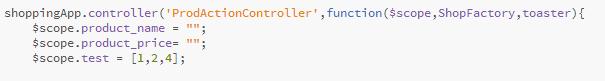 shoppingApp.controller('ProdActionController',function($scope,ShopFactory,toaster){
    $scope.product_name = "";
    $scope.product_price= "";
    $scope.test = [1,2,4];